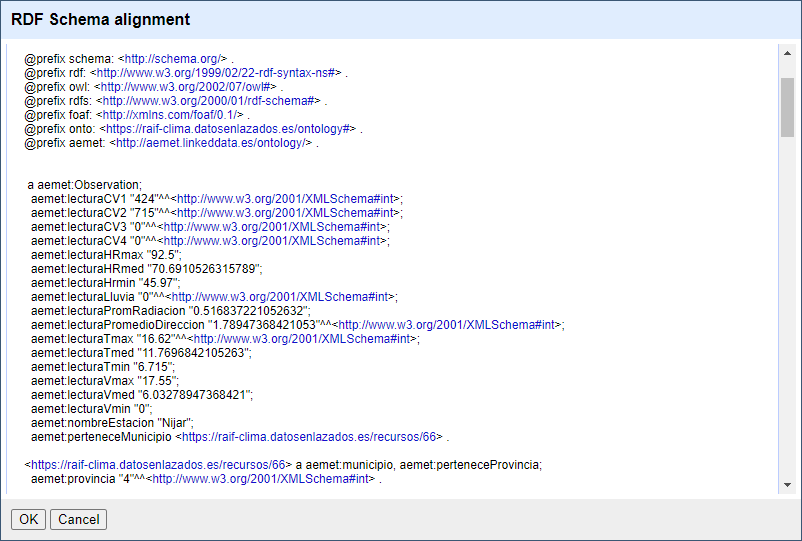 RDF Schema alignment
@prefix schema: <http://schema.org/> .
@prefix rdf: <http://www.w3.org/1999/02/22-rdf-syntax-ns#> .
@prefix owl: <http://www.w3.org/2002/07/owl#> .
@prefix rdfs: <http://www.w3.org/2000/01/rdf-schema#> .
@prefix foaf: <http://xmlns.com/foaf/0.1/> .
@prefix onto: <https://raif-clima.datosenlazados.es/ontology#> .
@prefix aemet: <http://aemet.linkeddata.es/ontology/> .
a aemet:Observation;
aemet:lecturaCV1 "424"^^<http://www.w3.org/2001/XMLSchema#int>;
aemet:lecturaCV2 "715"^^<http://www.w3.org/2001/XMLSchema#int>;
aemet:lecturaCV3 "0"^^<http://www.w3.org/2001/XMLSchema#int>;
aemet:lecturaCV4 "0"^^<http://www.w3.org/2001/XMLSchema#int>;
aemet:lecturaHRmax "92.5";
aemet:lecturaHRmed "70.6910526315789";
aemet:lecturaHrmin "45.97";
aemet:lecturaLluvia "0"^^<http://www.w3.org/2001/XMLSchema#int>;
aemet:lecturaPromRadiacion "0.516837221052632";
aemet:lecturaPromedioDireccion "1.78947368421053"^^<http://www.w3.org/2001/XMLSchema#int>;
aemet:lecturaTmax "16.62"^^<http://www.w3.org/2001/XMLSchema#int>;
aemet:lecturaTmed "11.7696842105263";
aemet:lecturaTmin "6.715";
aemet:lecturaVmax "17.55";
aemet:lecturaVmed "6.03278947368421";
aemet:lecturaVmin "0";
aemet:nombreEstacion "Nijar";
aemet:perteneceMunicipio <https://raif-clima.datosenlazados.es/recursos/66> .
<https://raif-clima.datosenlazados.es/recursos/66> a aemet:municipio, aemet:perteneceProvincia;
aemet:provincia "4"^^<http://www.w3.org/2001/XMLSchema#int> .
OK Cancel